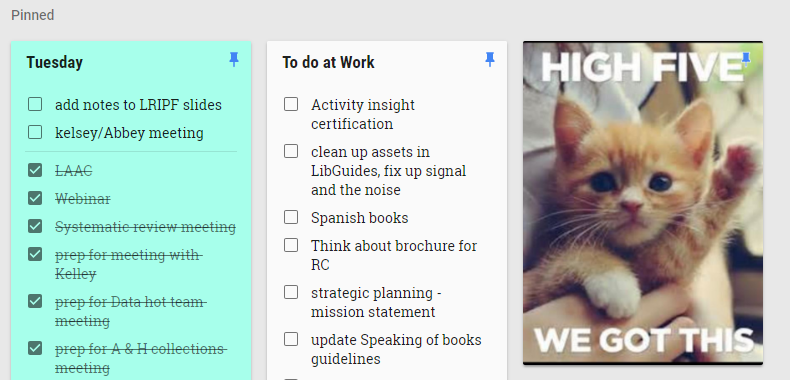 Pinned
Tuesday
add notes to LRIPF slides
kelsey/Abbey meeting
LAAC
Webinar
Systematic review meeting
prep for meeting with
Kelley
prep for Data hot team
meeting
prep for A & H collections
meeting
To do at Work
Activity insight
certification
clean up assets in
LibGuides, fix up signal
and the noise
Spanish books
Think about brochure for
RC
strategic planning -
mission statement
update Speaking of books
guidelines
HIGH FIVE
WE GOT THIS